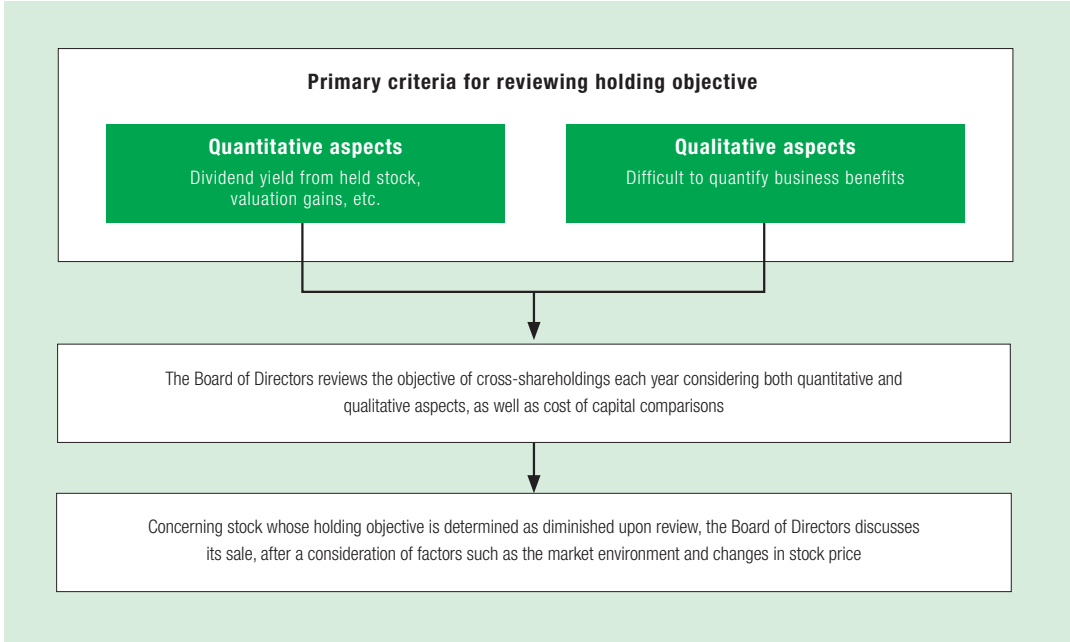 Primary criteria for reviewing holding objective
Quantitative aspects
Dividend yield from held stock,
valuation gains, etc.
Qualitative aspects
Difficult to quantify business benefits
The Board of Directors reviews the objective of cross-shareholdings each year considering both quantitative and
qualitative aspects, as well as cost of capital comparisons
Concerning stock whose holding objective is determined as diminished upon review, the Board of Directors discusses
its sale, after a consideration of factors such as the market environment and changes in stock price